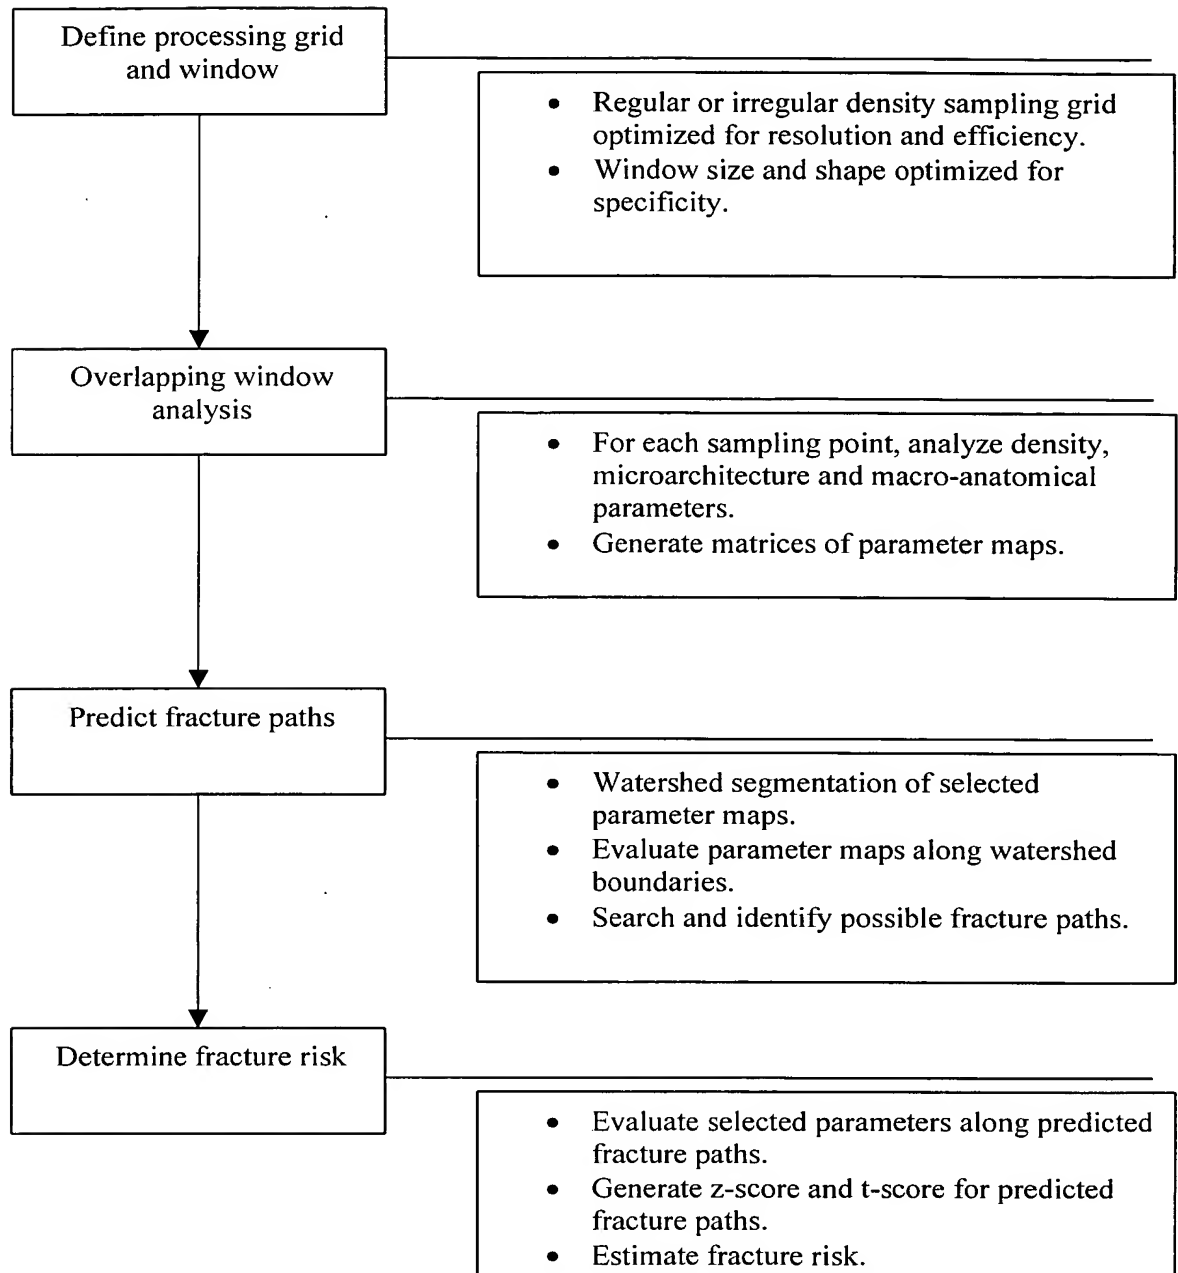 Define processing grid
and window
• Regular or irregular density sampling grid
optimized for resolution and efficiency.
• Window size and shape optimized for
specificity.
Overlapping window
analysis
• For each sampling point, analyze density,
microarchitecture and macro-anatomical
parameters.
• Generate matrices of parameter maps.
Predict fracture paths
• Watershed segmentation of selected
parameter maps.
• Evaluate parameter maps along watershed
boundaries.
• Search and identify possible fracture paths.
Determine fracture risk
• Evaluate selected parameters along predicted
fracture paths.
• Generate z-score and t-score for predicted
fracture paths.
• Estimate fracture risk.